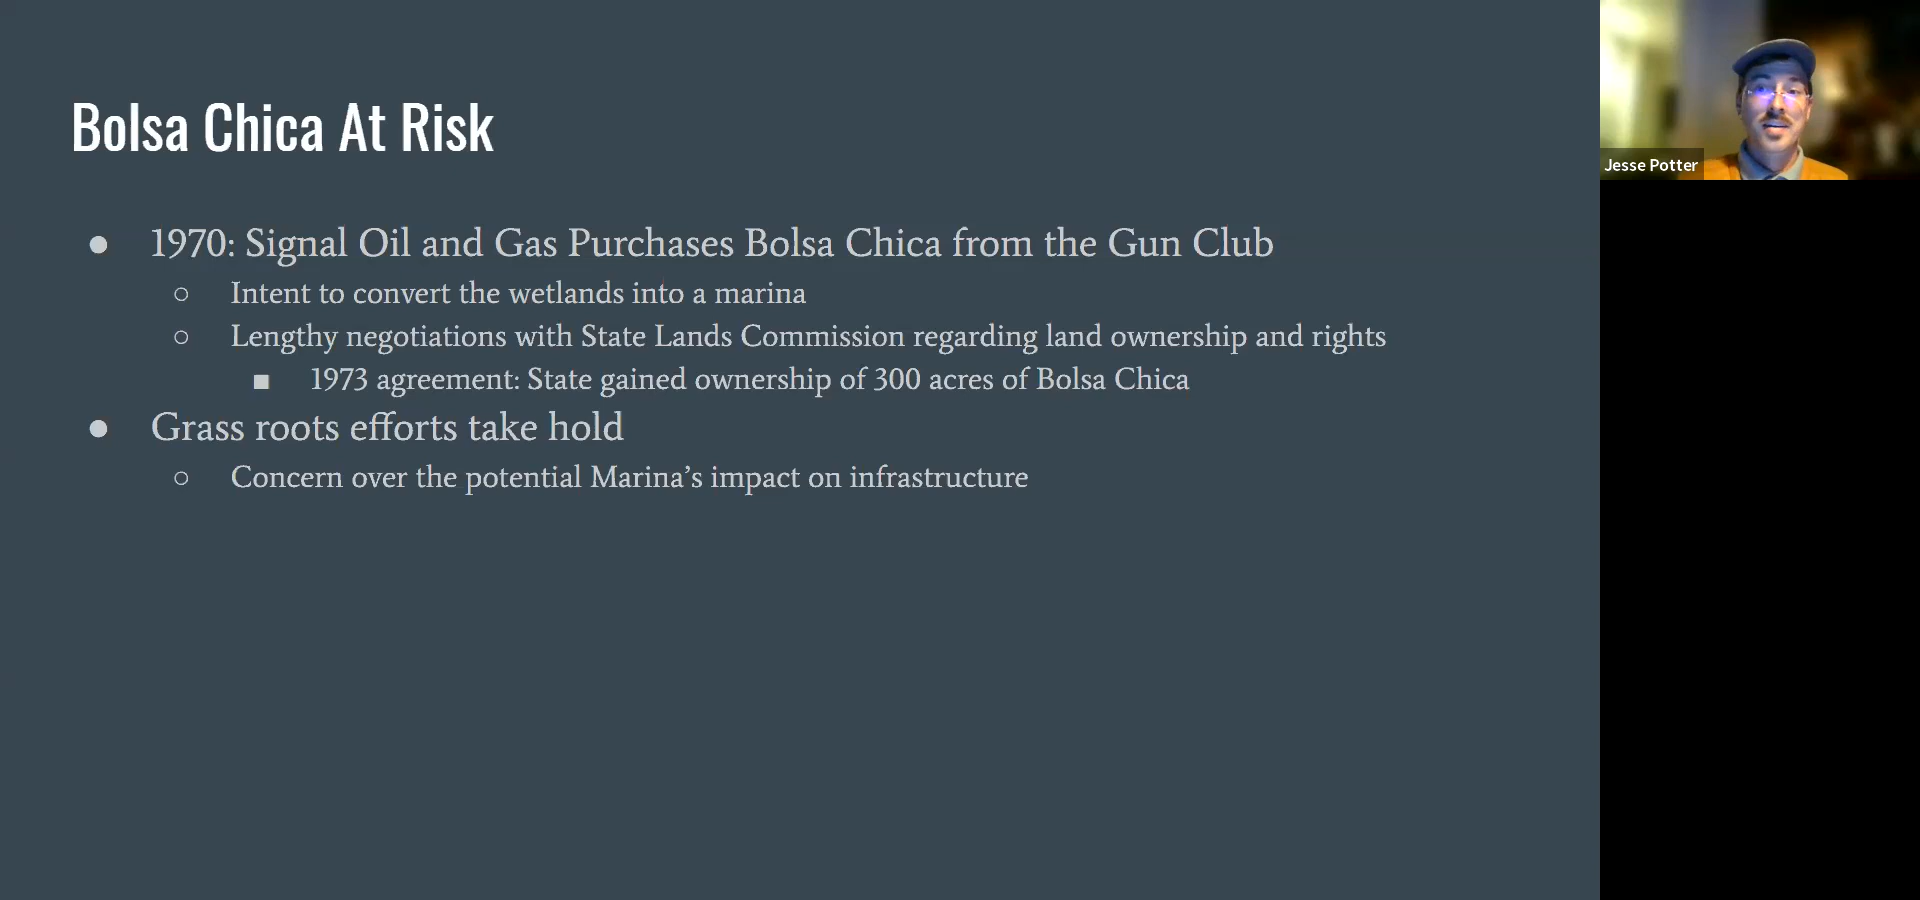 Bolsa Chica At Risk
● 1970: Signal Oil and Gas Purchases Bolsa Chica from the Gun Club
○ Intent to convert the wetlands into a marina
○ Lengthy negotiations with State Lands Commission regarding land ownership and rights
■ 1973 agreement: State gained ownership of 300 acres of Bolsa Chica
● Grass roots efforts take hold
○ Concern over the potential Marina’s impact on infrastructure
Jesse Potter